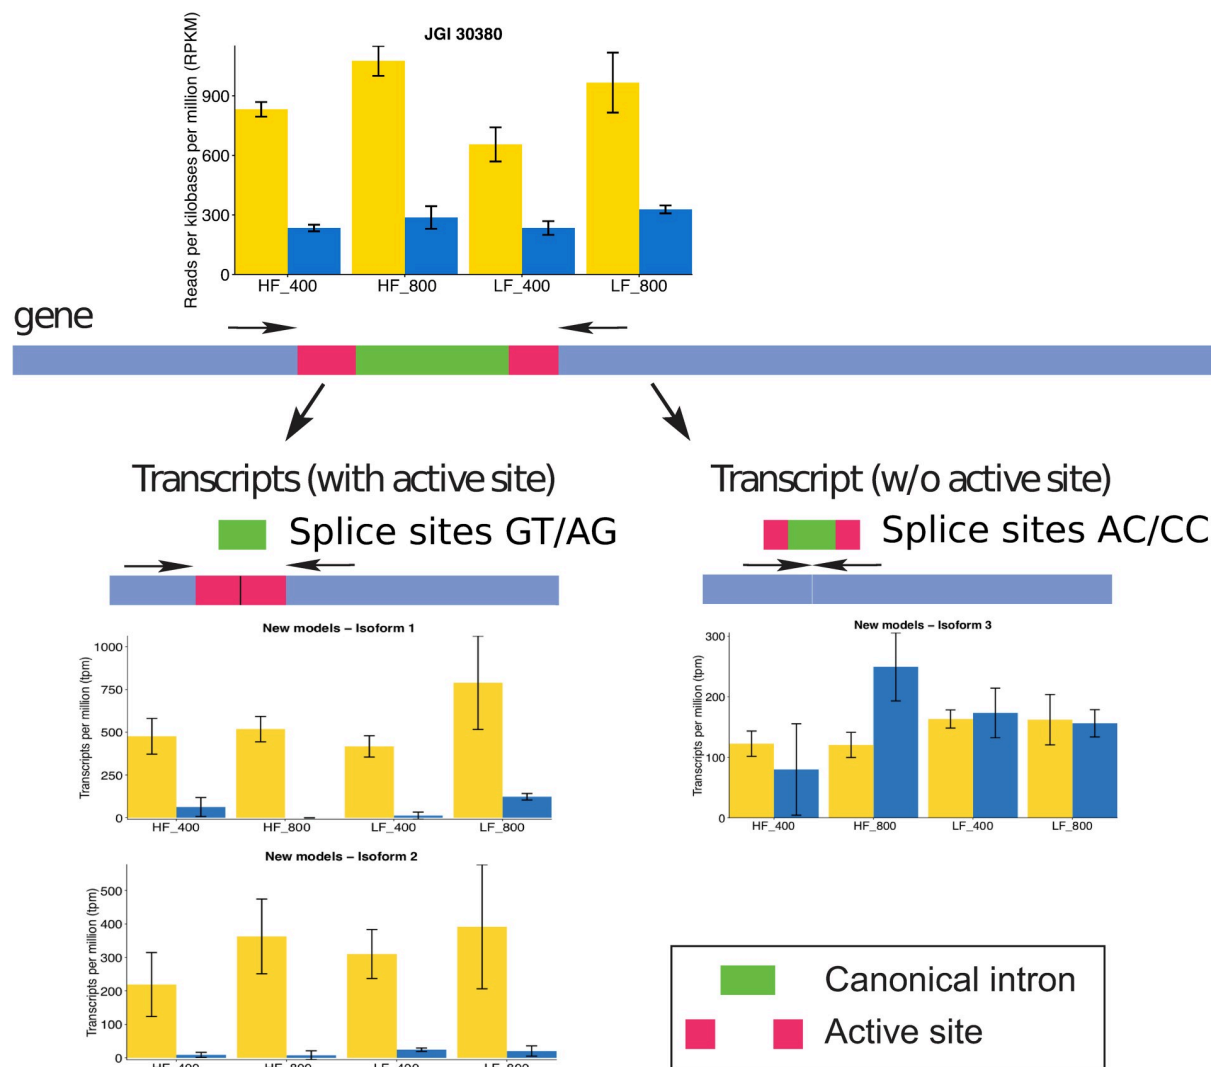 JGI 30380
Reads per kilobases per million (RPKM)
900
600
300
0
HF_400 HF_800 LF_400 LF_800
gene
Transcripts (with active site)
Splice sites GT/AG
Transcript (w/o active site)
Splice sites AC/CC
New models – Isoform 1
Transcripts per million (tpm)
1000
750
500
250
0
HF_400 HF_800 LF_400 LF_800
New models – Isoform 3
Transcripts per million (tpm)
300
200
100
0
HF_400 HF_800 LF_400 LF_800
New models – Isoform 2
Transcripts per million (tpm)
500
400
300
200
100
0
HF_400 HF_800 LF_400 LF_800
Canonical intron
Active site